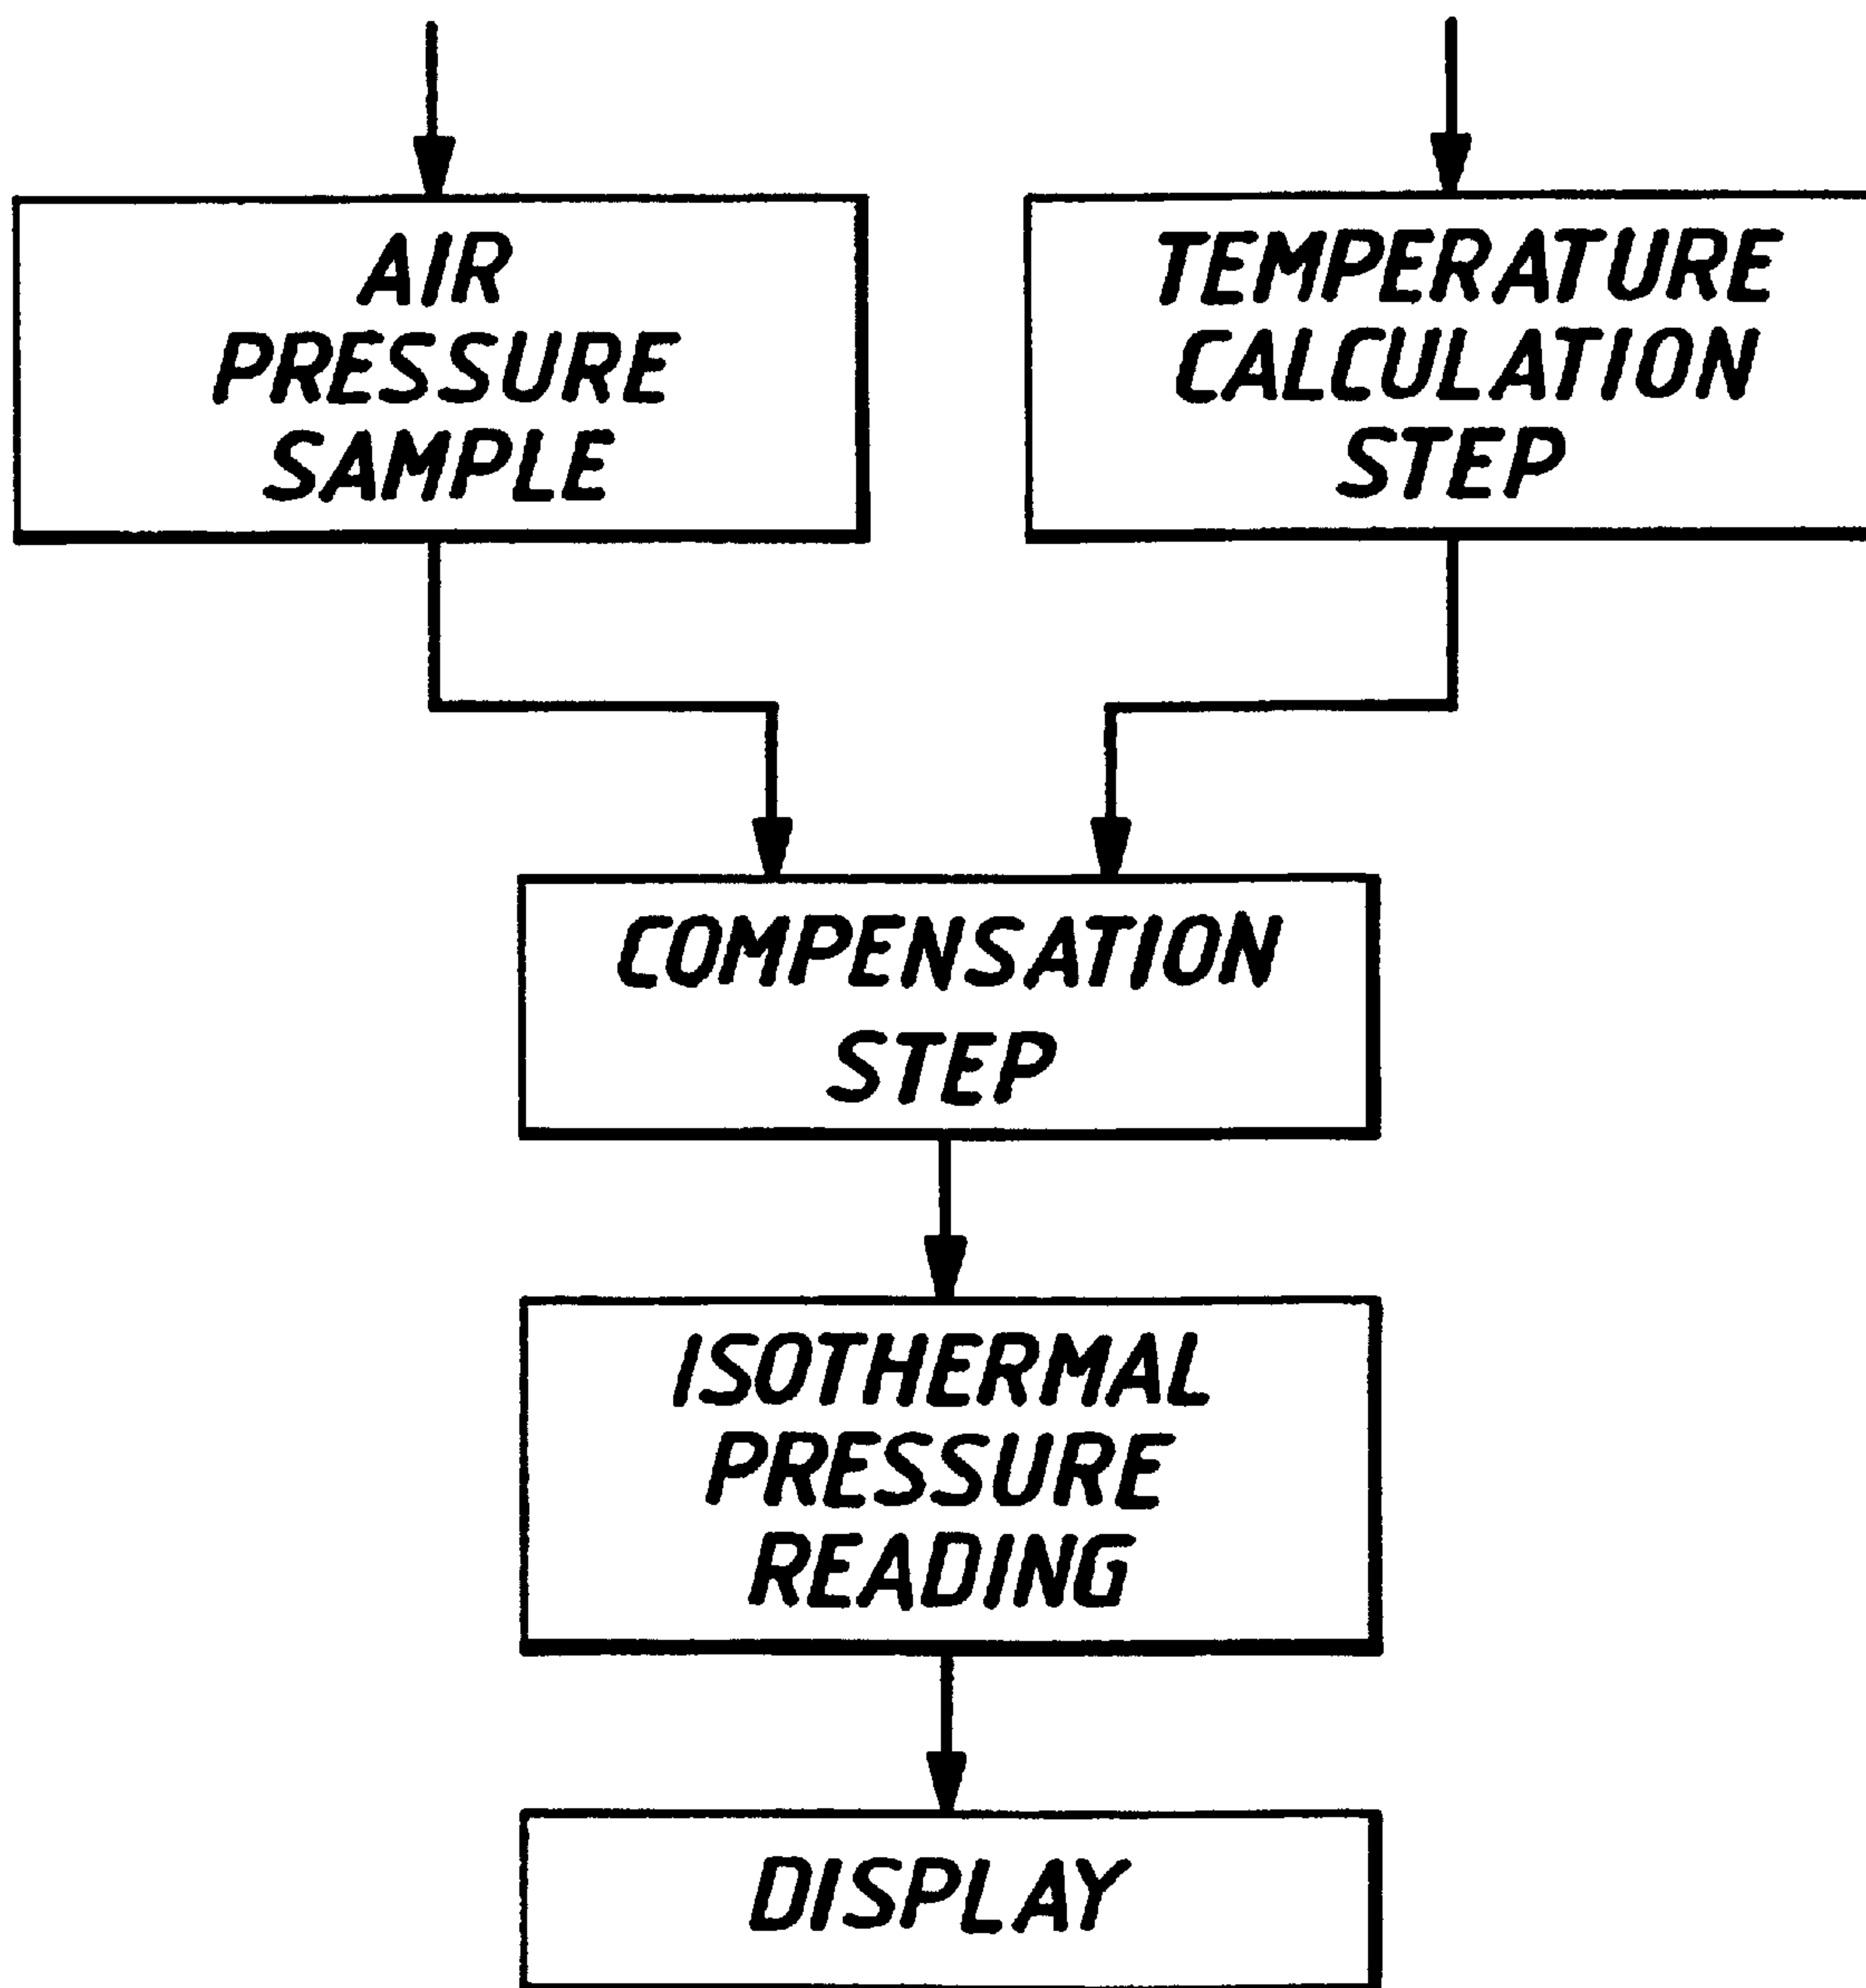 AIR
PRESSURE
SAMPLE
TEMPERATURE
CALCULATION
STEP
COMPENSATION
STEP
ISOTHERMAL
PRESSURE
READING
DISPLAY